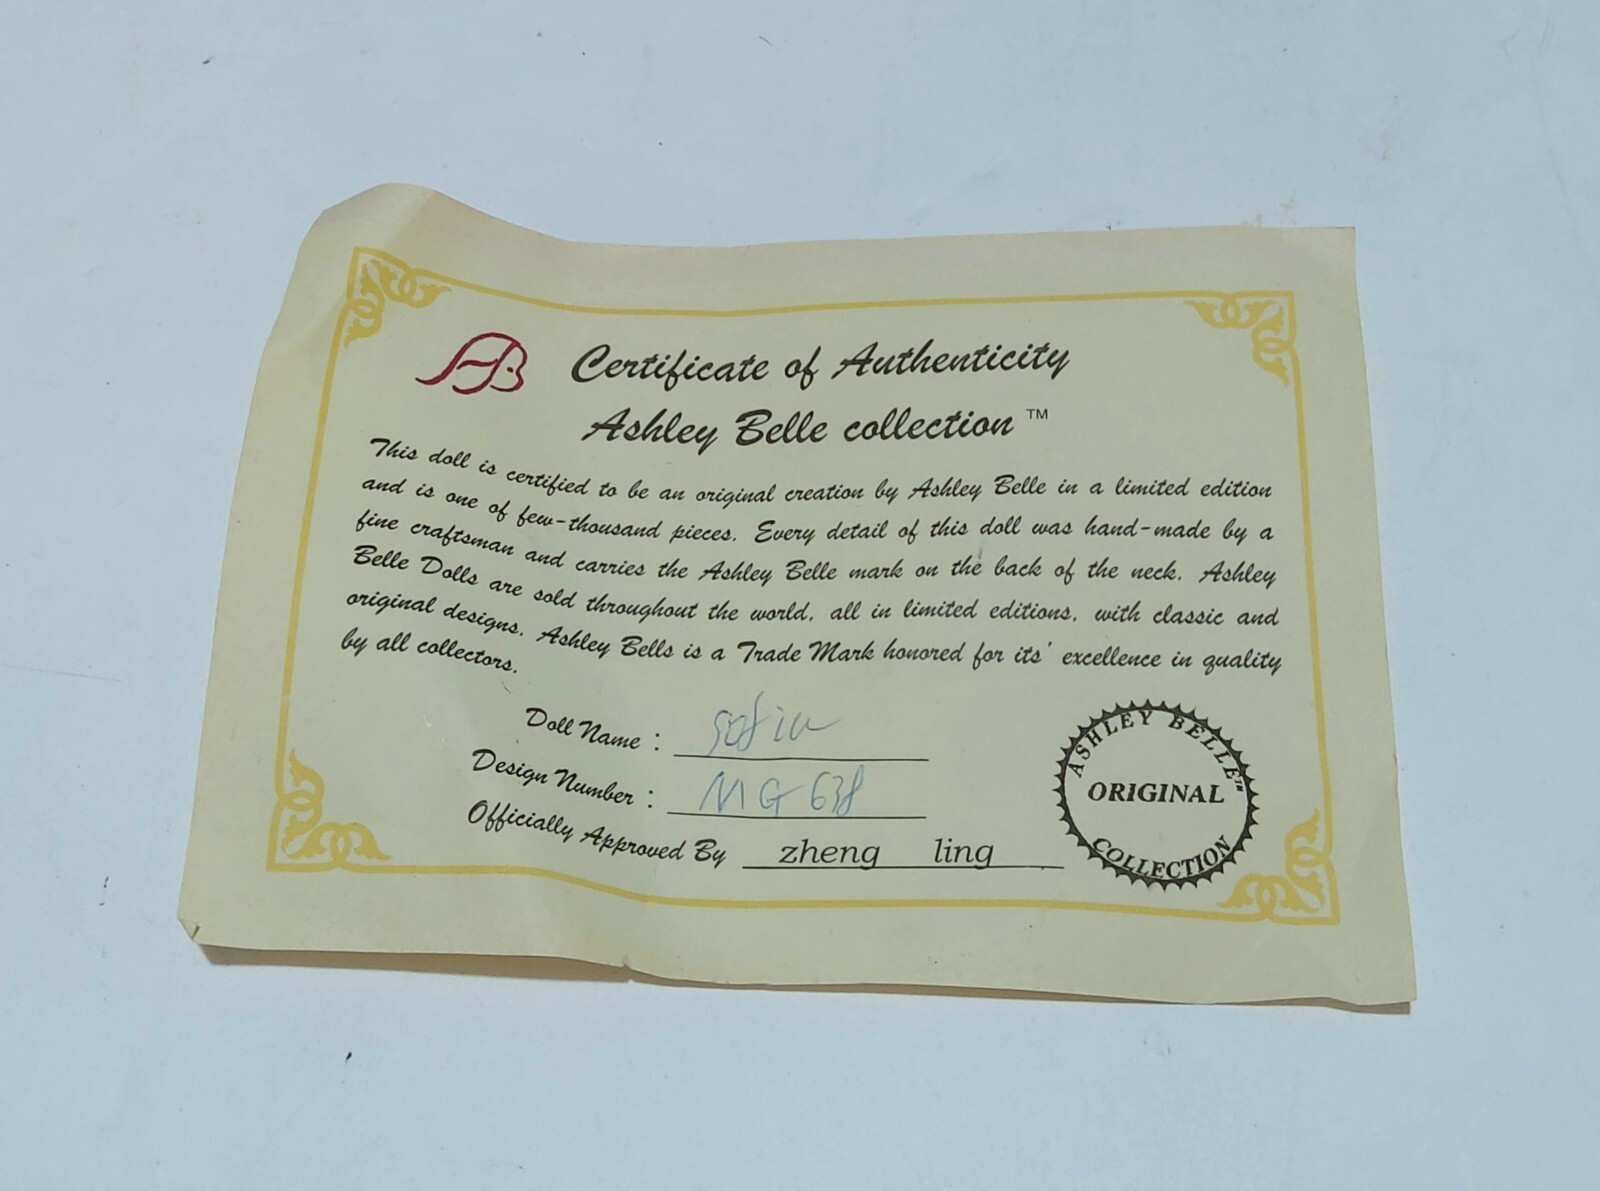 AB
Certificate of Authenticity
Ashley Belle collection ™
This doll is certified to be an original creation by Ashley Belle in a limited edition
and is one of few-thousand pieces. Every detail of this doll was hand-made by a
fine craftsman and carries the Ashley Belle mark on the back of the neck. Ashley
Belle Dolls are sold throughout the world, all in limited editions, with classic and
original designs. Ashley Bells is a Trade Mark honored for its' excellence in quality
by all collectors.
Doll Name : sofia
Design Number : MG 638
Officially Approved By zheng ling
ASHLEY BELLE™
ORIGINAL
COLLECTION